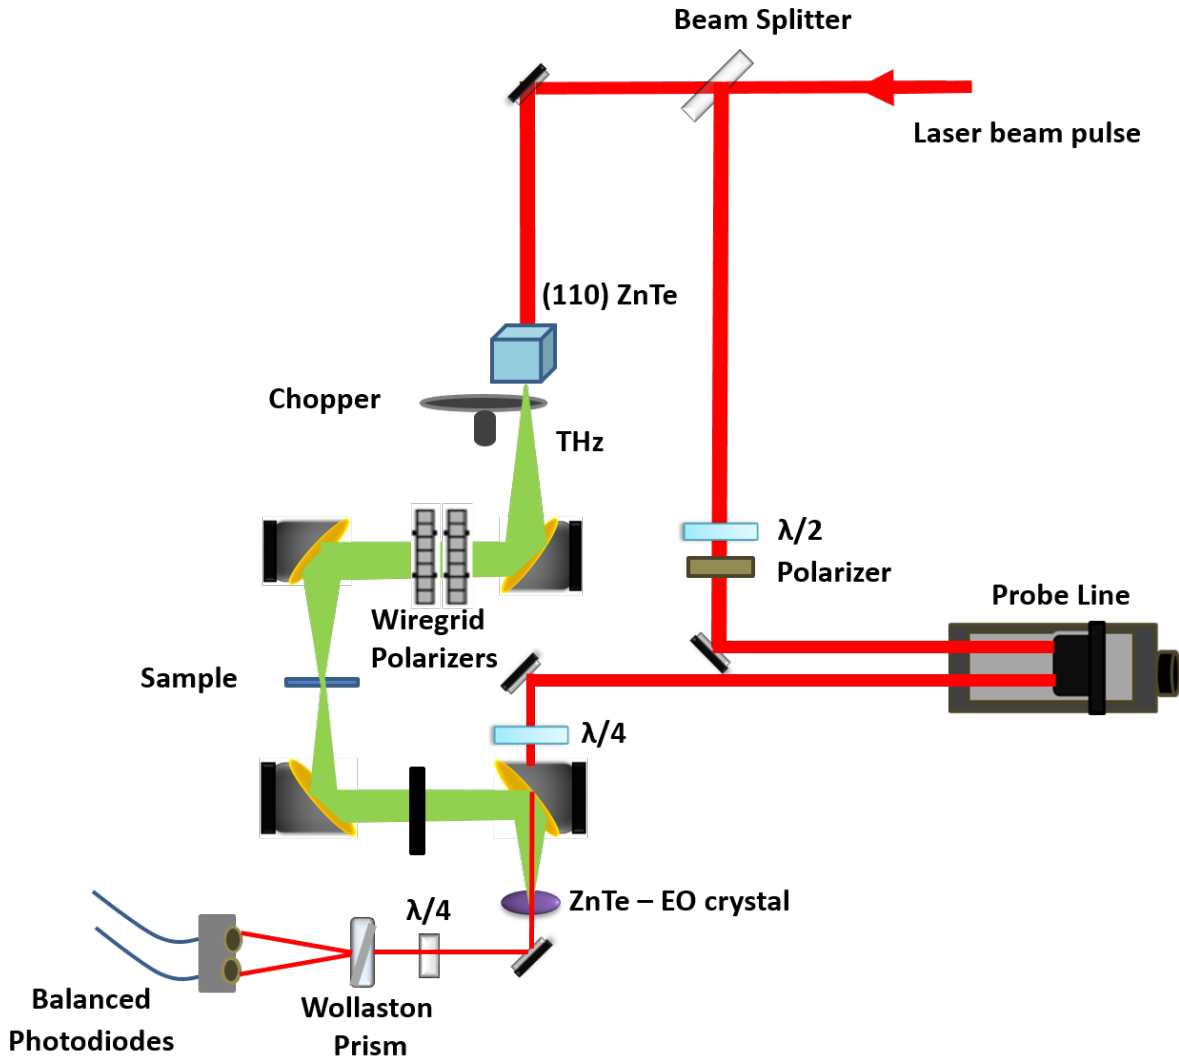 Beam Splitter
Laser beam pulse
(110) ZnTe
Chopper
THz
λ/2
Polarizer
Probe Line
Wiregrid
Polarizers
Sample
λ/4
ZnTe – EO crystal
λ/4
Balanced
Photodiodes
Wollaston
Prism